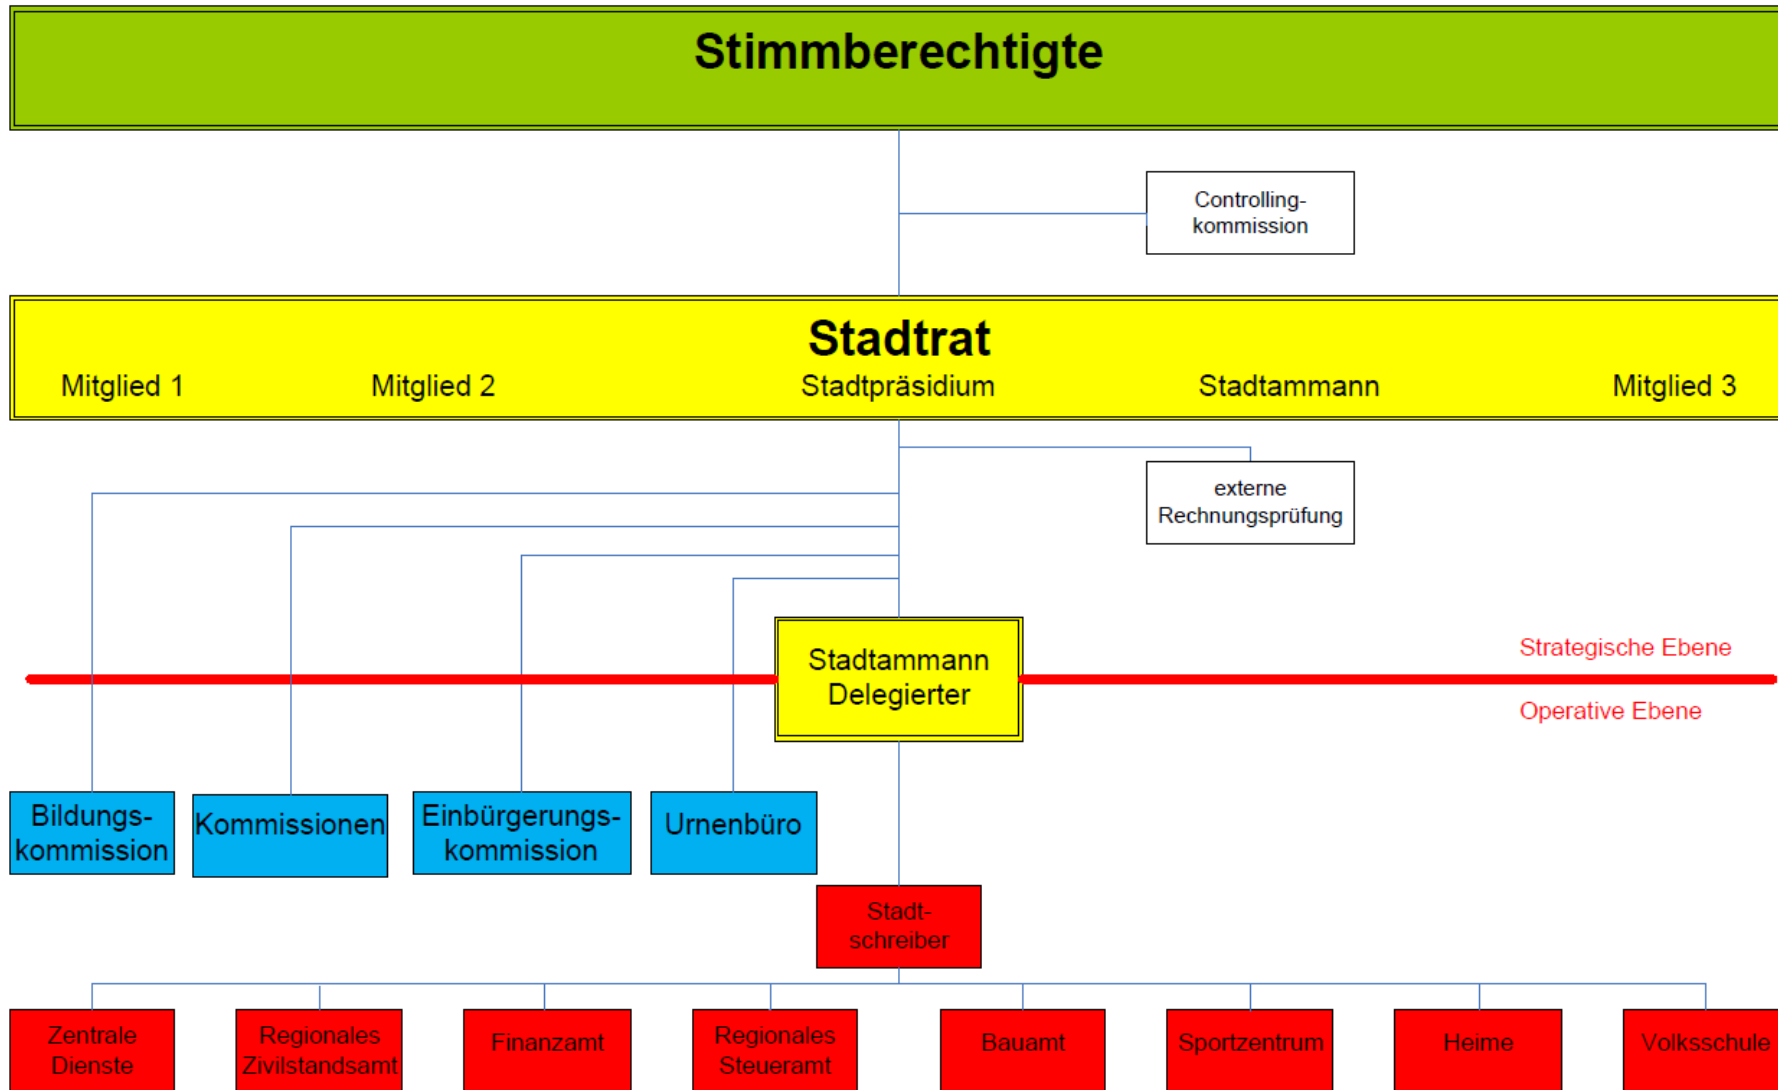 Stimmberechtigte
Controlling-
kommission
Stadtrat
Mitglied 1 Mitglied 2 Stadtpräsidium Stadtammann Mitglied 3
externe
Rechnungsprüfung
Stadtammann
Delegierter
Strategische Ebene
Operative Ebene
Bildungs-
kommission
Kommissionen
Einbürgerungs-
kommission
Urnenbüro
Stadt-
schreiber
Zentrale
Dienste
Regionales
Zivilstandsamt
Finanzamt
Regionales
Steueramt
Bauamt
Sportzentrum
Heime
Volksschule